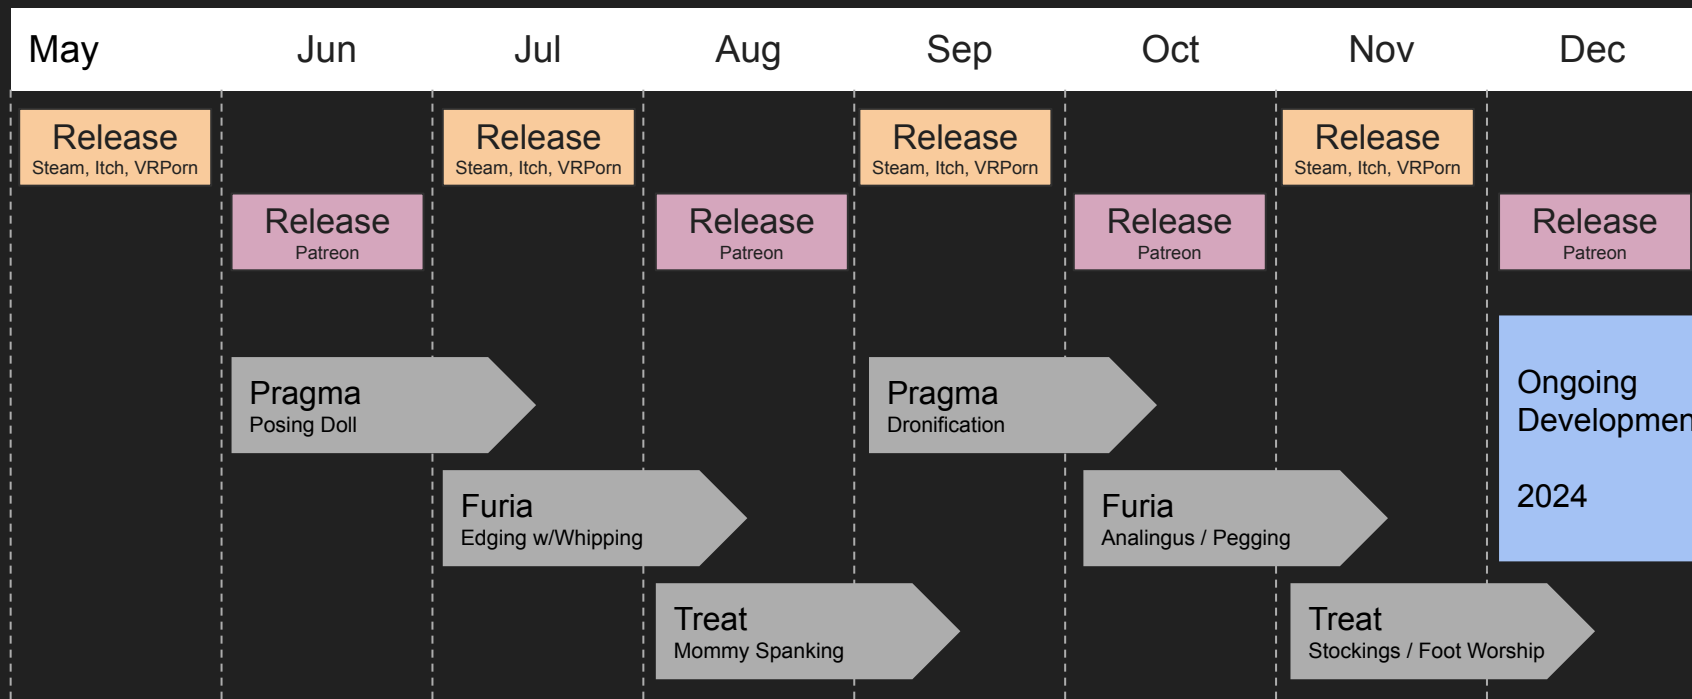 May Jun Jul Aug Sep Oct Nov Dec
Release Release Release Release
Steam, Itch, VRPorn Steam, Itch, VRPorn Steam, Itch, VRPorn Steam, Itch, VRPorn
Release Release Release Release
Patreon Patreon Patreon Patreon
Pragma
Posing Doll
Pragma
Dronification
Ongoing
Developmen
2024
Furia
Edging w/Whipping
Furia
Analingus / Pegging
Treat
Mommy Spanking
Treat
Stockings / Foot Worship